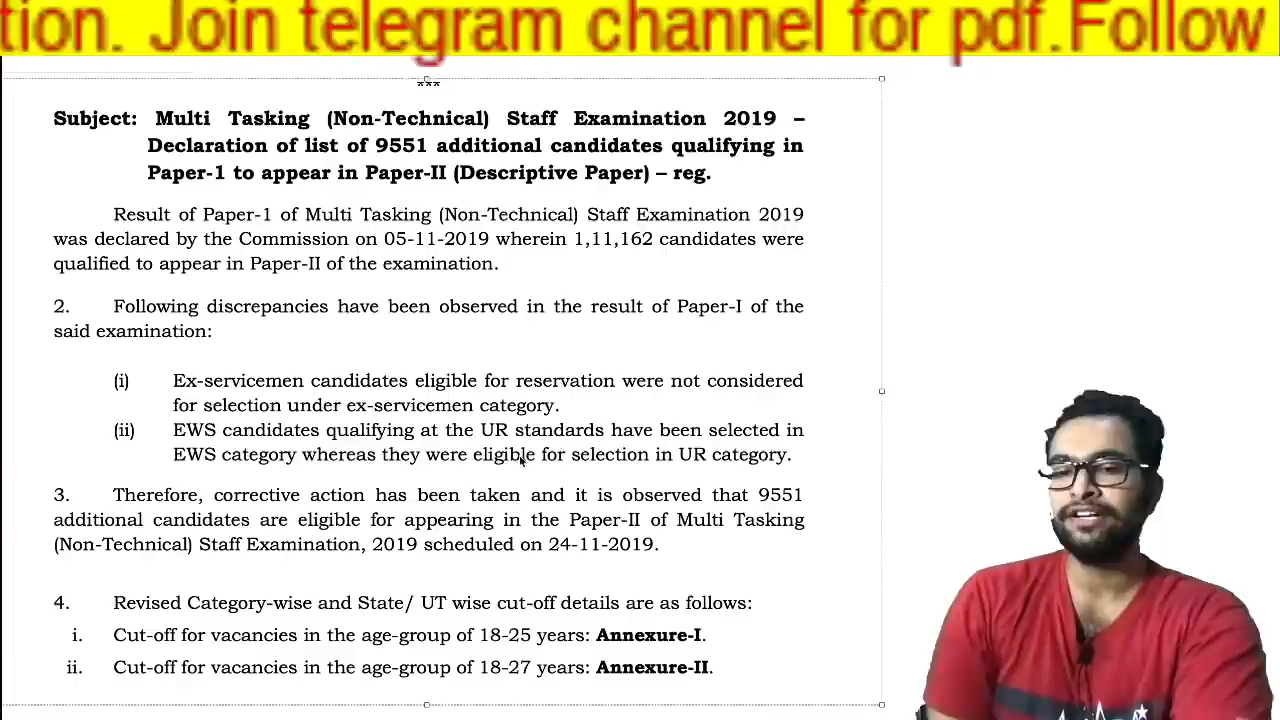 tion. Join telegram channel for pdf.Follow
***
Subject: Multi Tasking (Non-Technical) Staff Examination 2019 –
Declaration of list of 9551 additional candidates qualifying in
Paper-1 to appear in Paper-II (Descriptive Paper) – reg.
Result of Paper-1 of Multi Tasking (Non-Technical) Staff Examination 2019
was declared by the Commission on 05-11-2019 wherein 1,11,162 candidates were
qualified to appear in Paper-II of the examination.
2. Following discrepancies have been observed in the result of Paper-I of the
said examination:
(i) Ex-servicemen candidates eligible for reservation were not considered
for selection under ex-servicemen category.
(ii) EWS candidates qualifying at the UR standards have been selected in
EWS category whereas they were eligible for selection in UR category.
3. Therefore, corrective action has been taken and it is observed that 9551
additional candidates are eligible for appearing in the Paper-II of Multi Tasking
(Non-Technical) Staff Examination, 2019 scheduled on 24-11-2019.
4. Revised Category-wise and State/ UT wise cut-off details are as follows:
i. Cut-off for vacancies in the age-group of 18-25 years: Annexure-I.
ii. Cut-off for vacancies in the age-group of 18-27 years: Annexure-II.